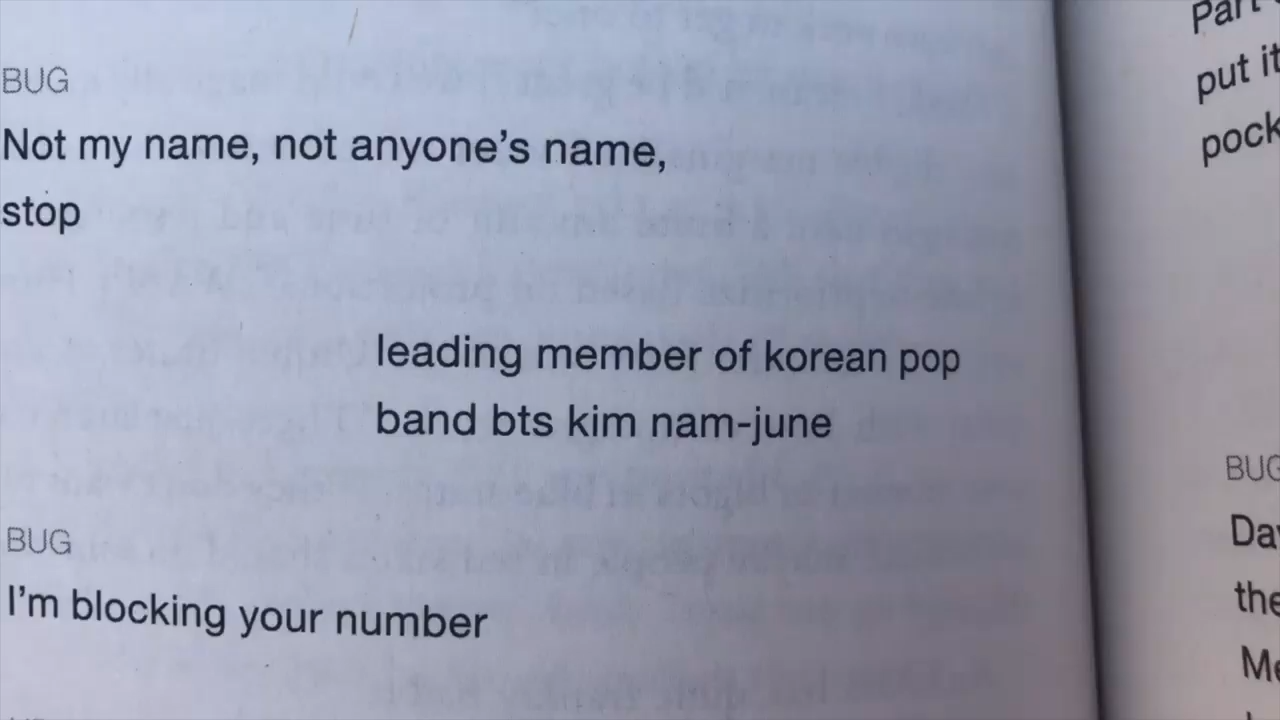 BUG
Not my name, not anyone's name,
stop
leading member of korean pop
band bts kim nam-june
BUG
I'm blocking your number
put it